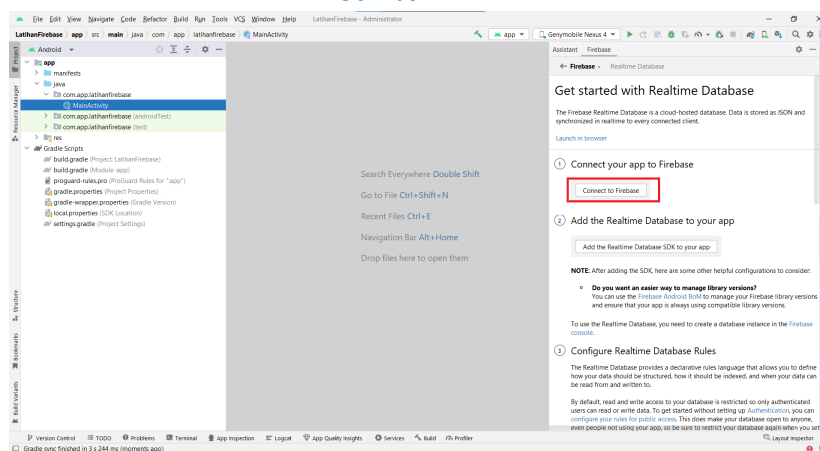 File Edit View Navigate Code Refactor Build Run Tools VCS Window Help LatihanFirebase - Administrator
LatihanFirebase app src main java com app latihanfirebase MainActivity
app
Genymobile Nexus 4
Project
Resource Manager
Structure
Bookmarks
Build Variants
Android
app
manifests
java
com.app.latihanfirebase
MainActivity
com.app.latihanfirebase (androidTest)
com.app.latihanfirebase (test)
res
Gradle Scripts
build.gradle (Project: LatihanFirebase)
build.gradle (Module :app)
proguard-rules.pro (ProGuard Rules for ":app")
gradle.properties (Project Properties)
gradle-wrapper.properties (Gradle Version)
local.properties (SDK Location)
settings.gradle (Project Settings)
Search Everywhere Double Shift
Go to File Ctrl+Shift+N
Recent Files Ctrl+E
Navigation Bar Alt+Home
Drop files here to open them
Assistant Firebase
← Firebase › Realtime Database
Get started with Realtime Database
The Firebase Realtime Database is a cloud-hosted database. Data is stored as JSON and
synchronized in realtime to every connected client.
Launch in browser
1 Connect your app to Firebase
Connect to Firebase
2 Add the Realtime Database to your app
Add the Realtime Database SDK to your app
NOTE: After adding the SDK, here are some other helpful configurations to consider:
Do you want an easier way to manage library versions?
You can use the Firebase Android BoM to manage your Firebase library versions
and ensure that your app is always using compatible library versions.
To use the Realtime Database, you need to create a database instance in the Firebase
console.
3 Configure Realtime Database Rules
The Realtime Database provides a declarative rules language that allows you to define
how your data should be structured, how it should be indexed, and when your data can
be read from and written to.
By default, read and write access to your database is restricted so only authenticated
users can read or write data. To get started without setting up Authentication, you can
configure your rules for public access. This does make your database open to anyone,
even people not using your app, so be sure to restrict your database again when you set
Version Control TODO Problems Terminal App Inspection Logcat App Quality Insights Services Build Profiler Layout Inspector
Gradle sync finished in 3 s 244 ms (moments ago)